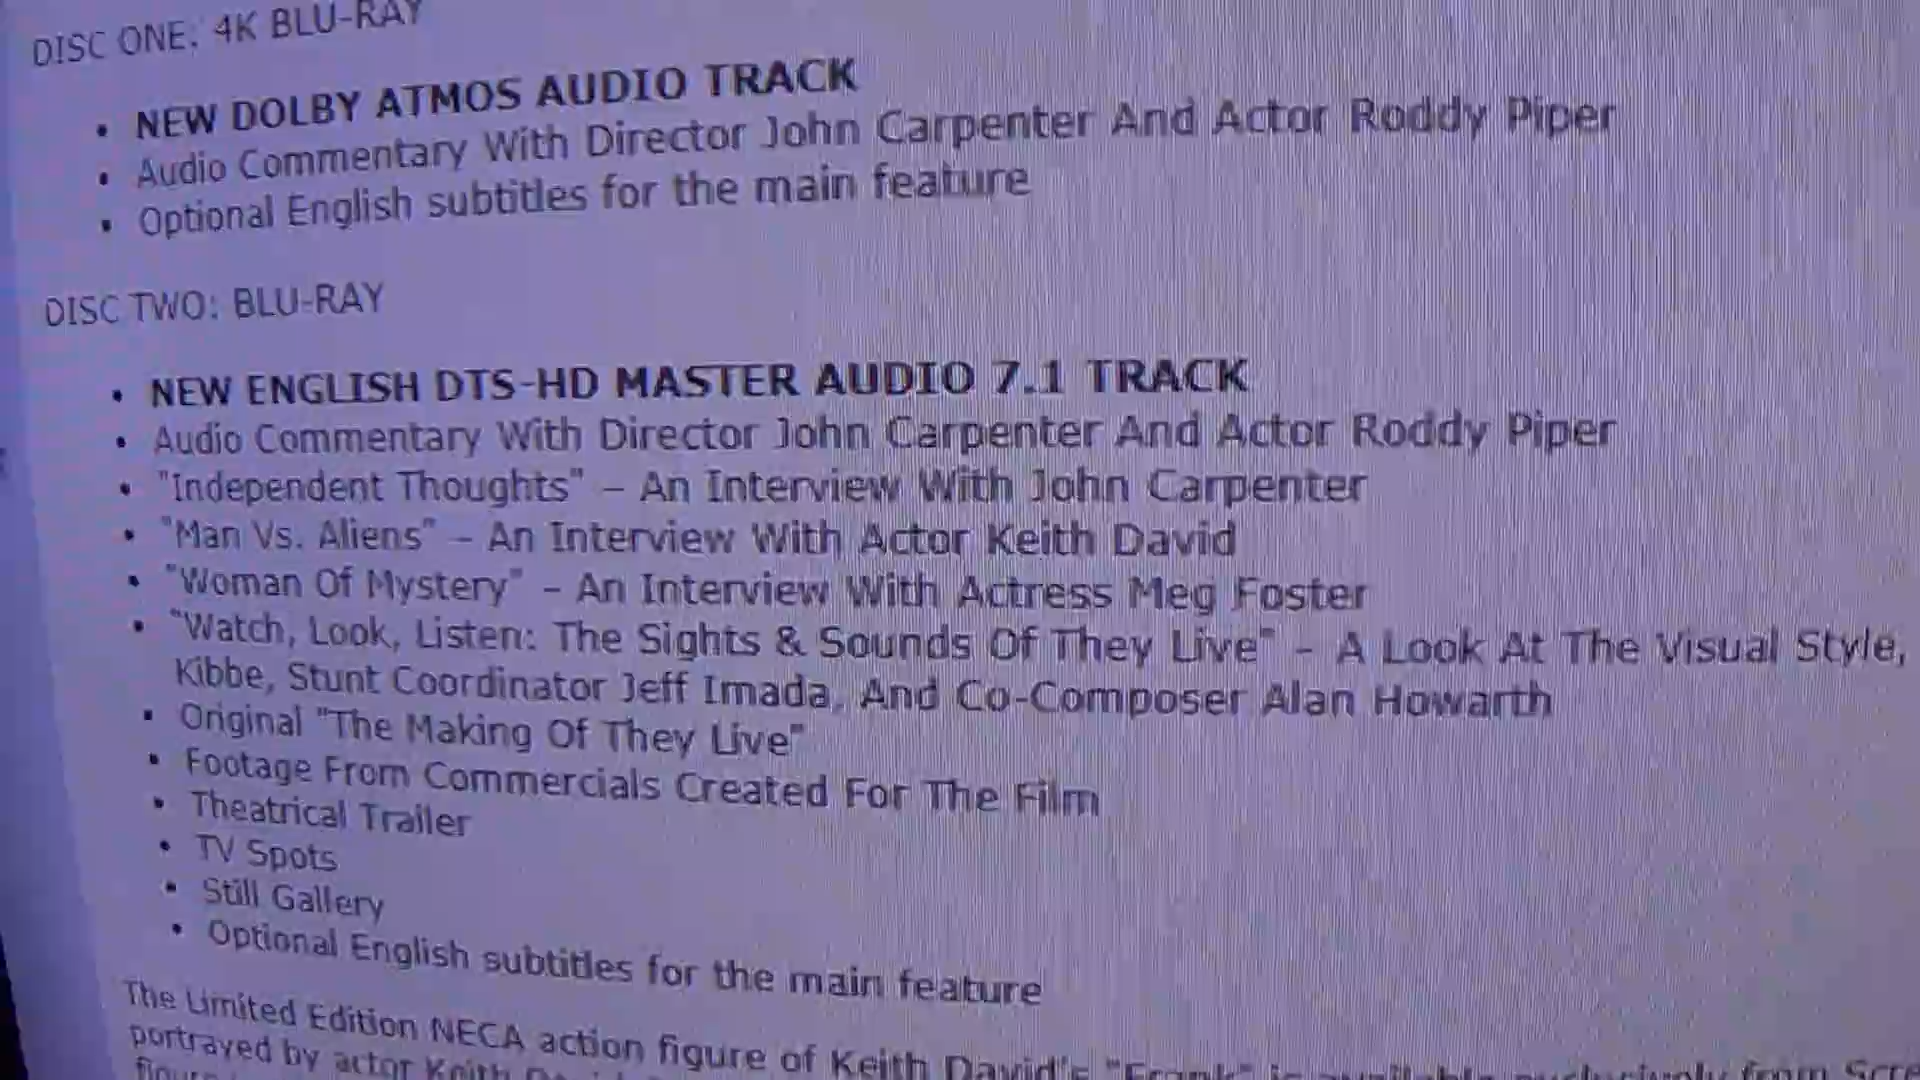 DISC ONE: 4K BLU-RAY
• NEW DOLBY ATMOS AUDIO TRACK
• Audio Commentary With Director John Carpenter And Actor Roddy Piper
• Optional English subtitles for the main feature
DISC TWO: BLU-RAY
• NEW ENGLISH DTS-HD MASTER AUDIO 7.1 TRACK
• Audio Commentary With Director John Carpenter And Actor Roddy Piper
• "Independent Thoughts" – An Interview With John Carpenter
• "Man Vs. Aliens" – An Interview With Actor Keith David
• "Woman Of Mystery" – An Interview With Actress Meg Foster
• "Watch, Look, Listen: The Sights & Sounds Of They Live" – A Look At The Visual Style,
Kibbe, Stunt Coordinator Jeff Imada, And Co-Composer Alan Howarth
• Original "The Making Of They Live"
• Footage From Commercials Created For The Film
• Theatrical Trailer
• TV Spots
• Still Gallery
• Optional English subtitles for the main feature
The Limited Edition NECA action figure of Keith David's "Frank" is available exclusively from
portrayed by actor Keith